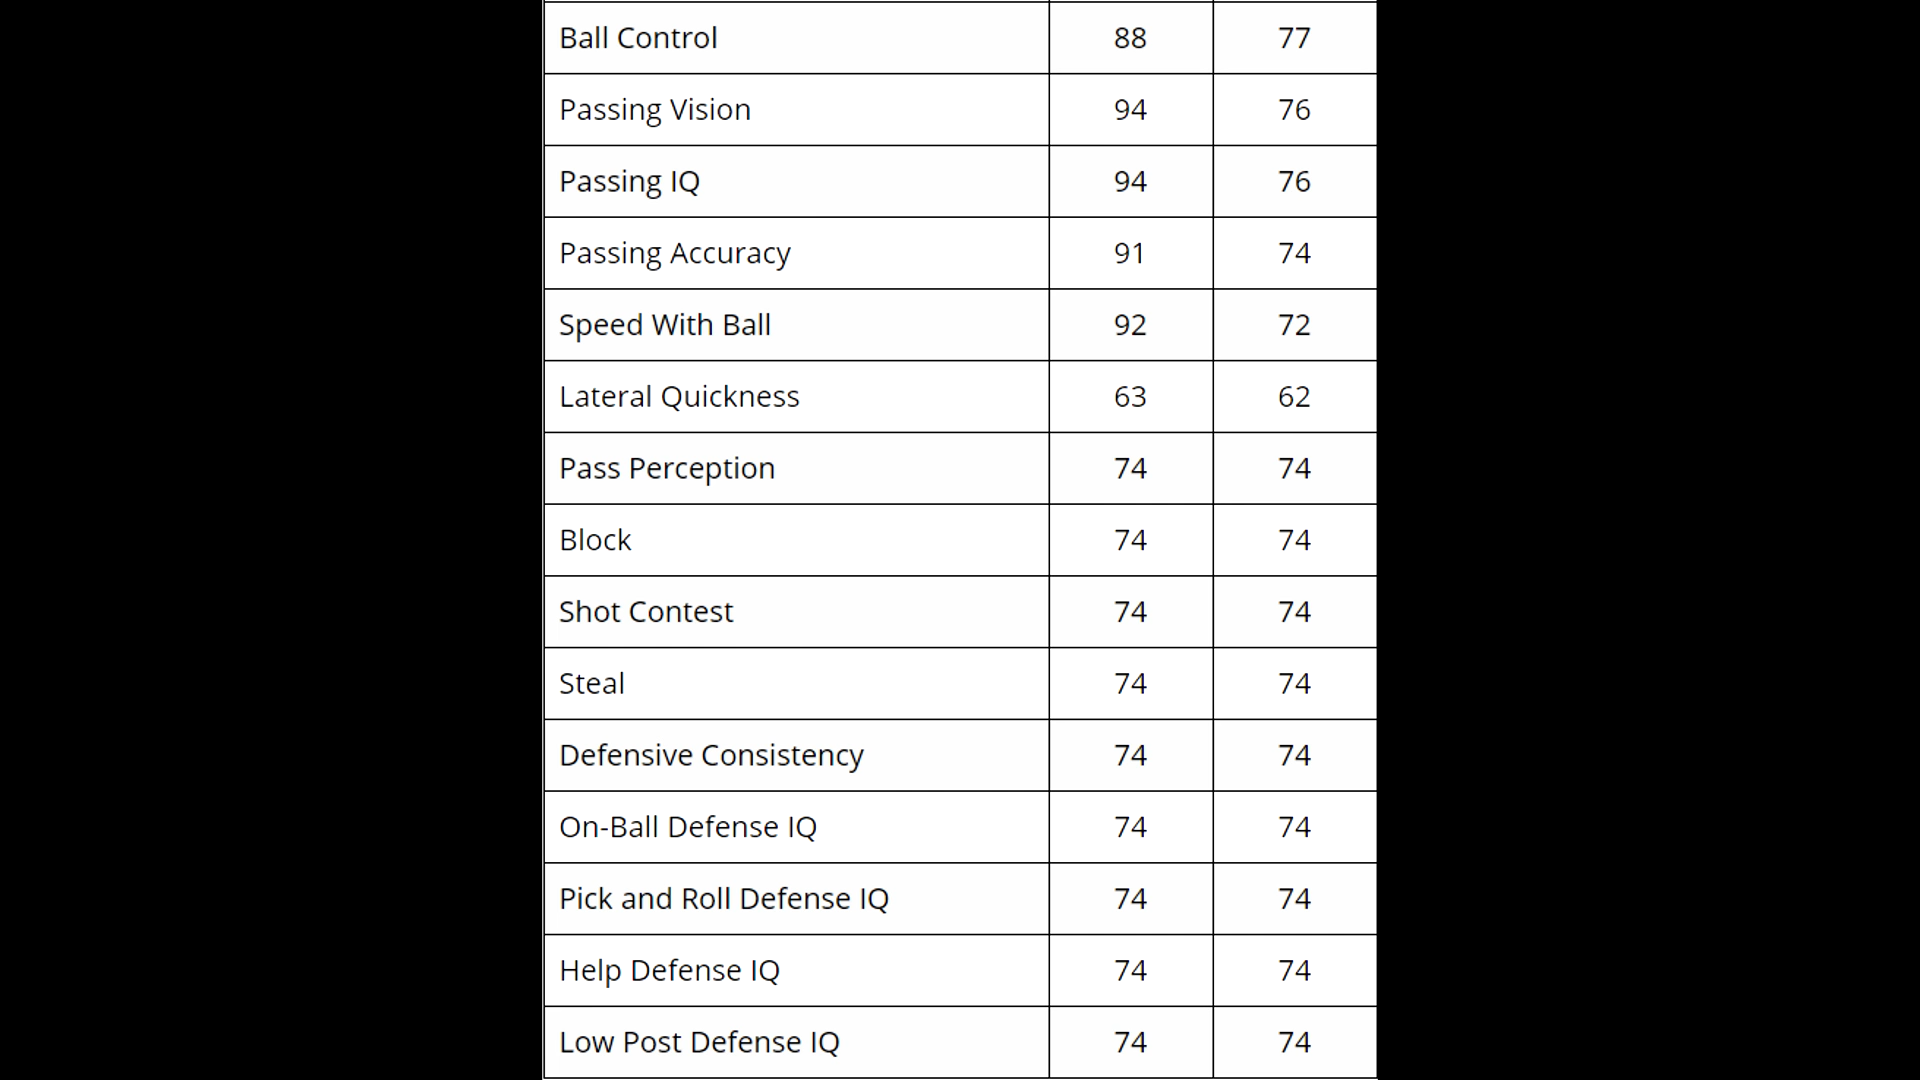 Ball Control 88 77
Passing Vision 94 76
Passing IQ 94 76
Passing Accuracy 91 74
Speed With Ball 92 72
Lateral Quickness 63 62
Pass Perception 74 74
Block 74 74
Shot Contest 74 74
Steal 74 74
Defensive Consistency 74 74
On-Ball Defense IQ 74 74
Pick and Roll Defense IQ 74 74
Help Defense IQ 74 74
Low Post Defense IQ 74 74